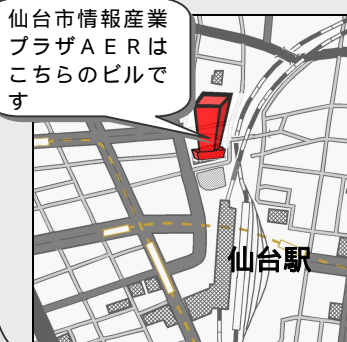 仙台市情報産業
プラザＡＥＲは
こちらのビルで
す
仙台駅